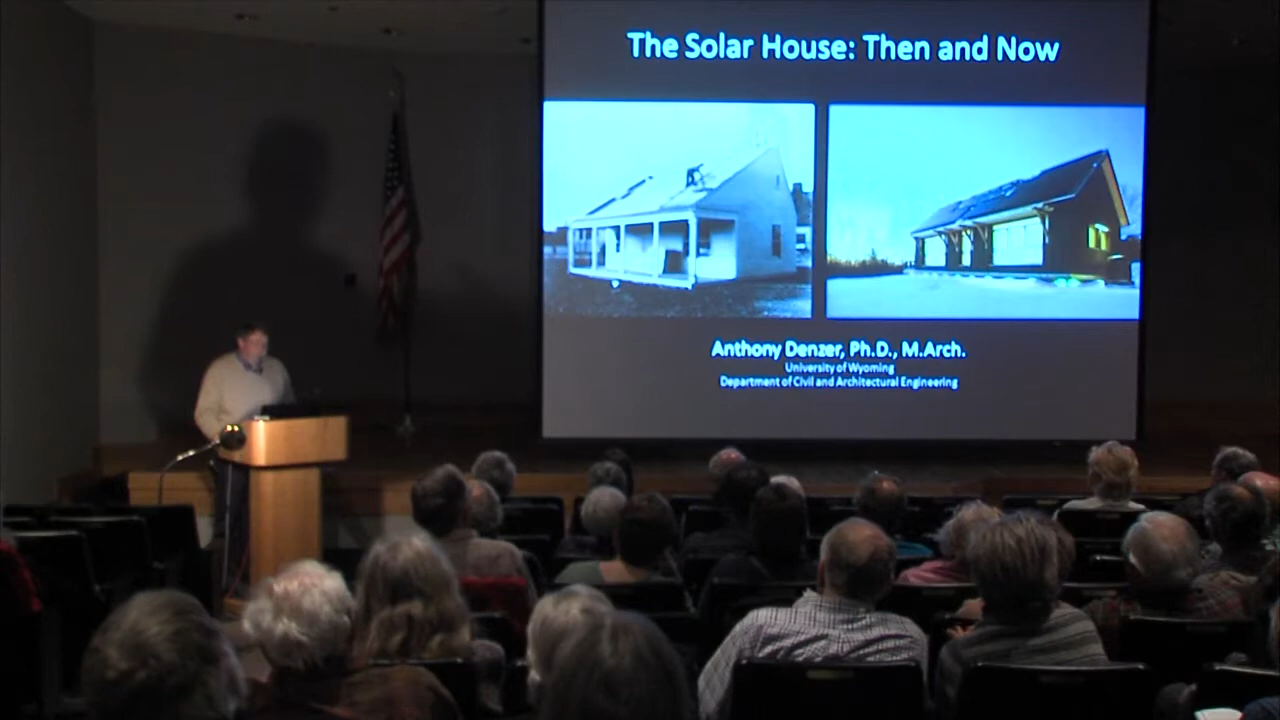 The Solar House: Then and Now
Anthony Denzer, Ph.D., M.Arch.
University of Wyoming
Department of Civil and Architectural Engineering